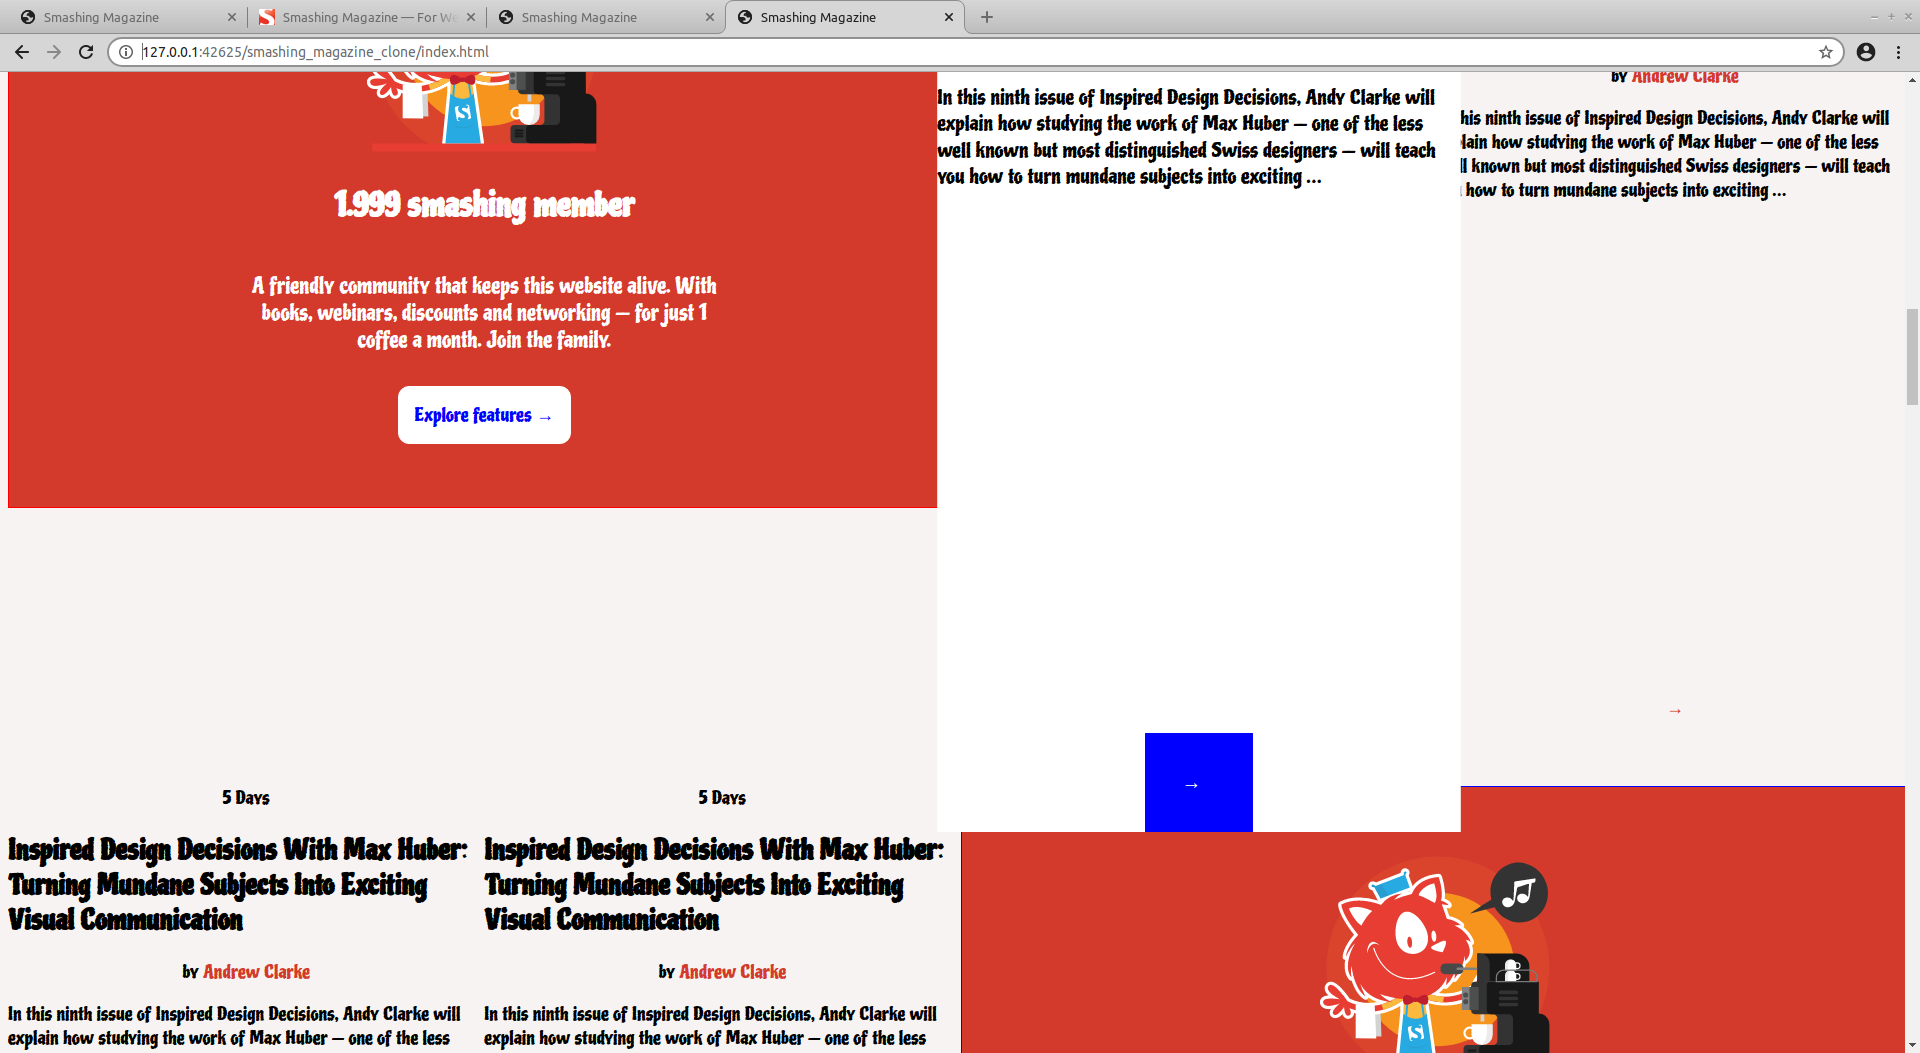 Smashing Magazine
Smashing Magazine — For We
Smashing Magazine
Smashing Magazine
127.0.0.1:42625/smashing_magazine_clone/index.html
1.999 smashing member
A friendly community that keeps this website alive. With
books, webinars, discounts and networking — for just 1
coffee a month. Join the family.
Explore features →
In this ninth issue of Inspired Design Decisions, Andy Clarke will
explain how studying the work of Max Huber — one of the less
well known but most distinguished Swiss designers — will teach
you how to turn mundane subjects into exciting ...
→
by Andrew Clarke
his ninth issue of Inspired Design Decisions, Andy Clarke will
lain how studying the work of Max Huber — one of the less
l known but most distinguished Swiss designers — will teach
how to turn mundane subjects into exciting ...
→
5 Days
Inspired Design Decisions With Max Huber:
Turning Mundane Subjects Into Exciting
Visual Communication
by Andrew Clarke
In this ninth issue of Inspired Design Decisions, Andy Clarke will
explain how studying the work of Max Huber — one of the less
5 Days
Inspired Design Decisions With Max Huber:
Turning Mundane Subjects Into Exciting
Visual Communication
by Andrew Clarke
In this ninth issue of Inspired Design Decisions, Andy Clarke will
explain how studying the work of Max Huber — one of the less
S
S